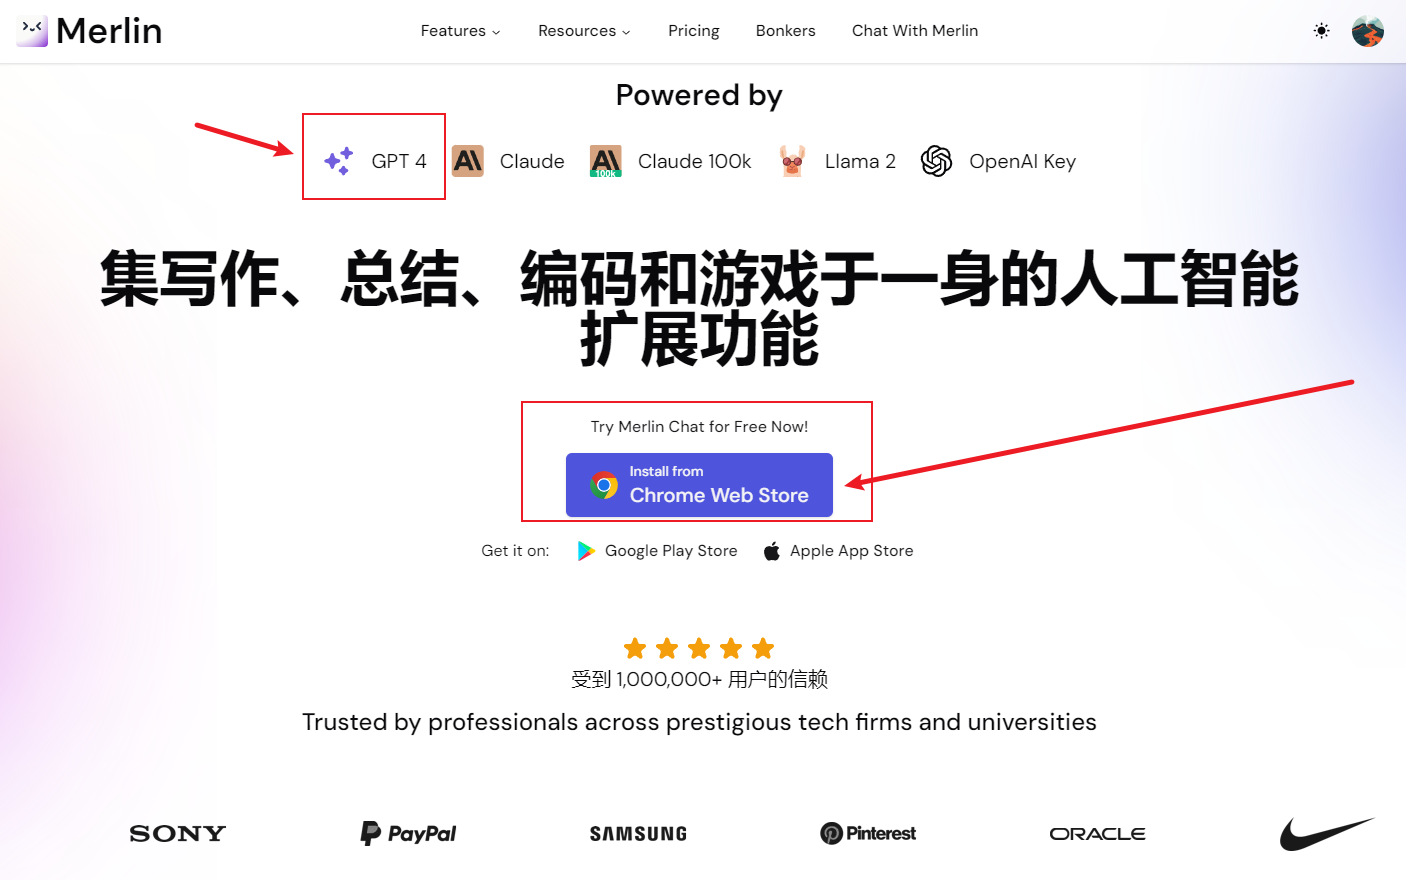 Merlin
Features
Resources
Pricing
Bonkers
Chat With Merlin
Powered by
GPT 4
Claude
100k
Claude 100k
Llama 2
OpenAI Key
集写作、总结、编码和游戏于一身的人工智能
扩展功能
Try Merlin Chat for Free Now!
Install from
Chrome Web Store
Get it on:
Google Play Store
Apple App Store
受到 1,000,000+ 用户的信赖
Trusted by professionals across prestigious tech firms and universities
SONY
PayPal
SAMSUNG
Pinterest
ORACLE